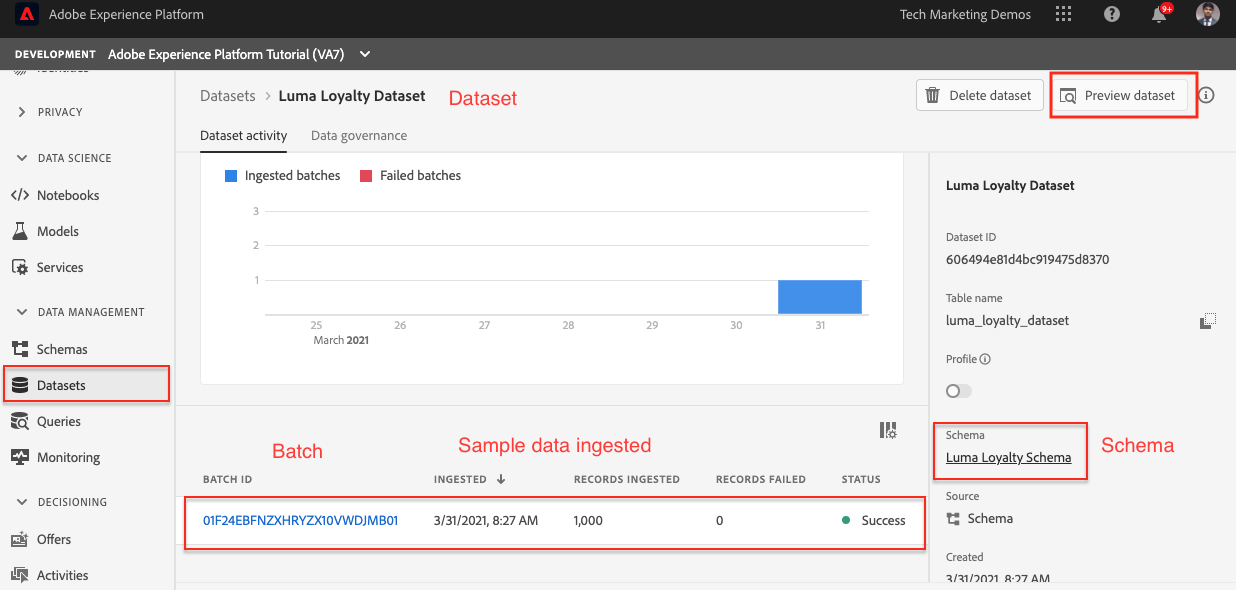 Adobe Experience Platform
Tech Marketing Demos
9+
DEVELOPMENT Adobe Experience Platform Tutorial (VA7)
Identities
PRIVACY
DATA SCIENCE
Notebooks
Models
Services
DATA MANAGEMENT
Schemas
Datasets
Queries
Monitoring
DECISIONING
Offers
Activities
Datasets > Luma Loyalty Dataset
Dataset
Delete dataset
Preview dataset
Dataset activity
Data governance
Ingested batches
Failed batches
3
2
1
25 26 27 28 29 30 31
March 2021
Batch
Sample data ingested
BATCH ID INGESTED RECORDS INGESTED RECORDS FAILED STATUS
01F24EBFNZXHRYZX10VWDJMB01 3/31/2021, 8:27 AM 1,000 0 Success
Luma Loyalty Dataset
Dataset ID
606494e81d4bc919475d8370
Table name
luma_loyalty_dataset
Profile
Schema
Luma Loyalty Schema
Schema
Source
Schema
Created
3/31/2021, 8:27 AM